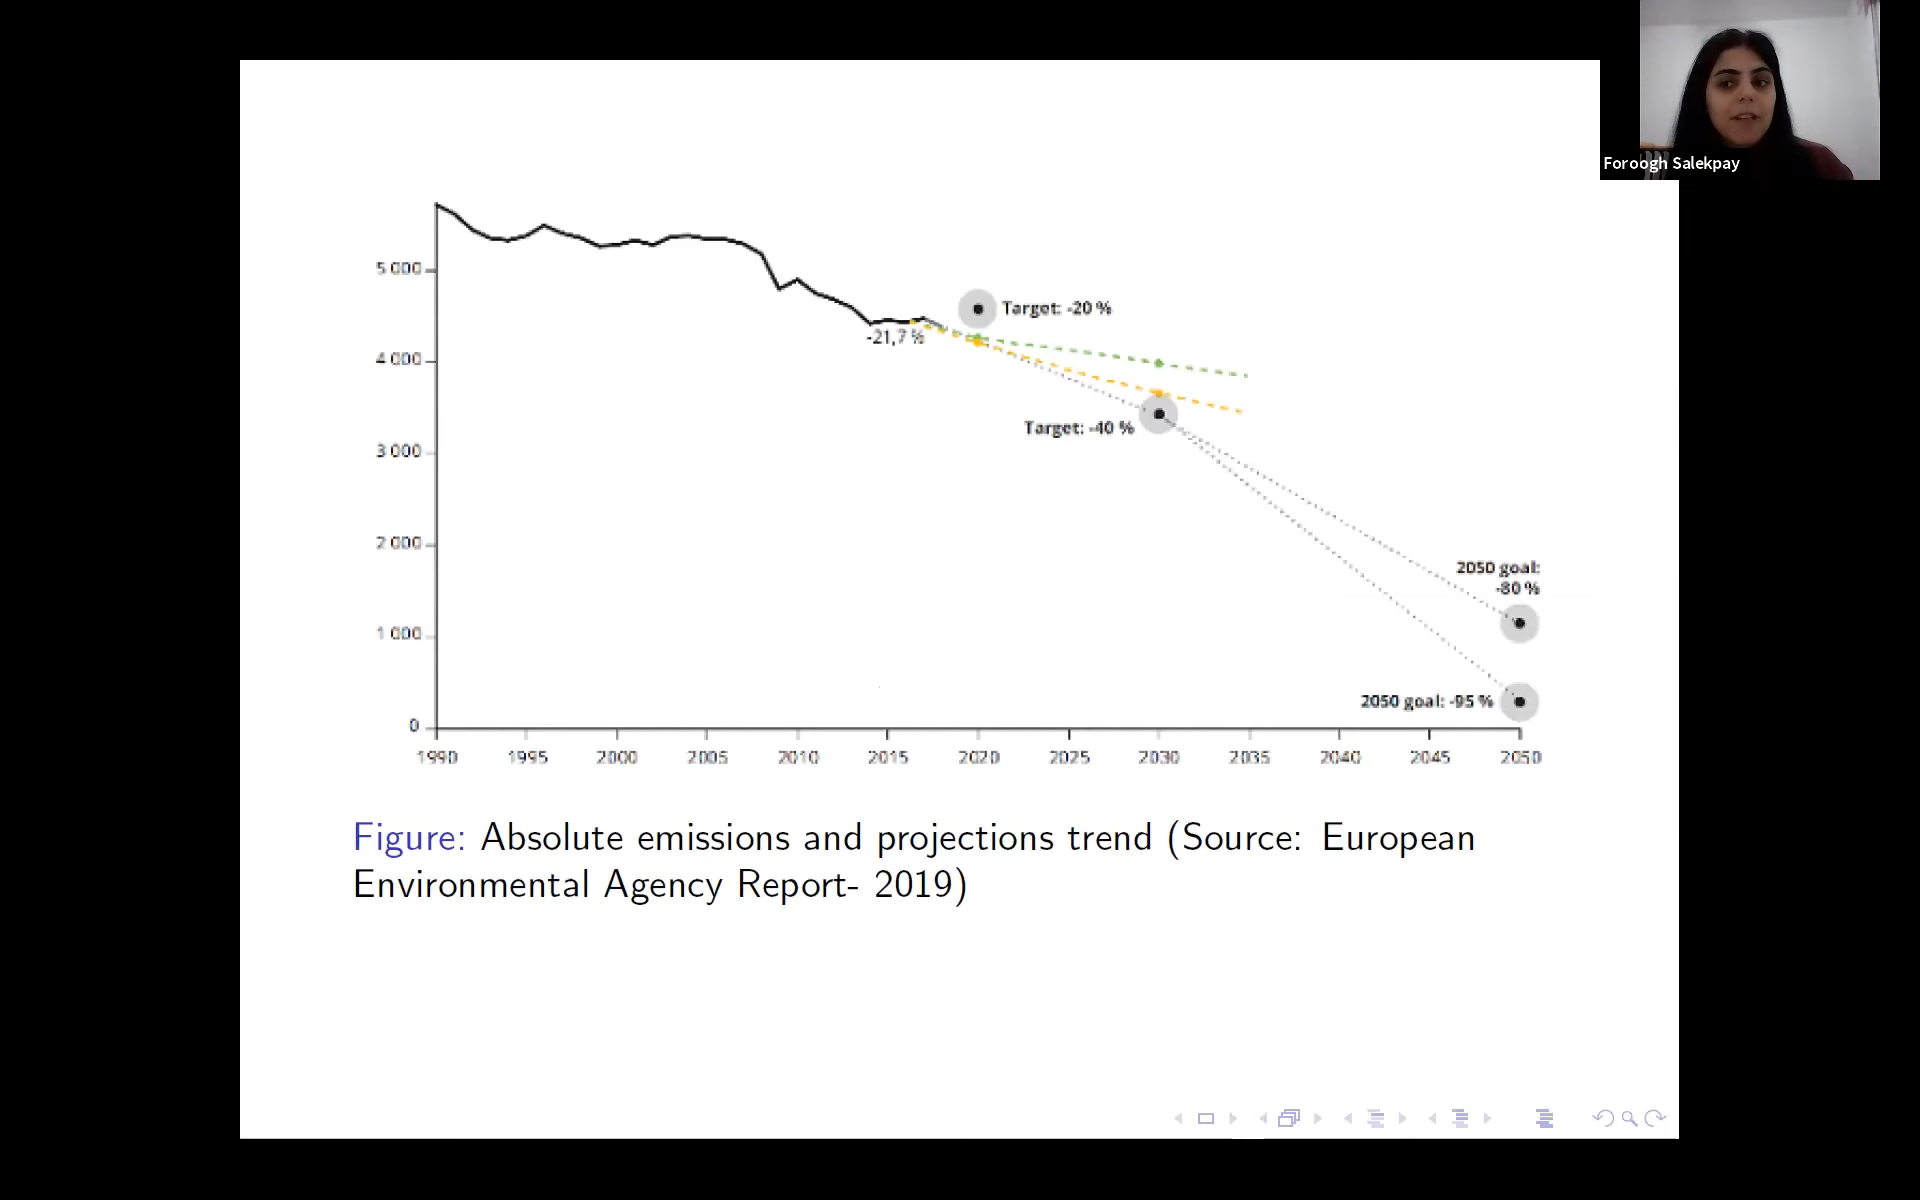 Foroogh Salekpay
5 000
4 000
3 000
2 000
1 000
0
-21,7 %
Target: -20 %
Target: -40 %
2050 goal:
-80 %
2050 goal: -95 %
1990 1995 2000 2005 2010 2015 2020 2025 2030 2035 2040 2045 2050
Figure: Absolute emissions and projections trend (Source: European
Environmental Agency Report- 2019)